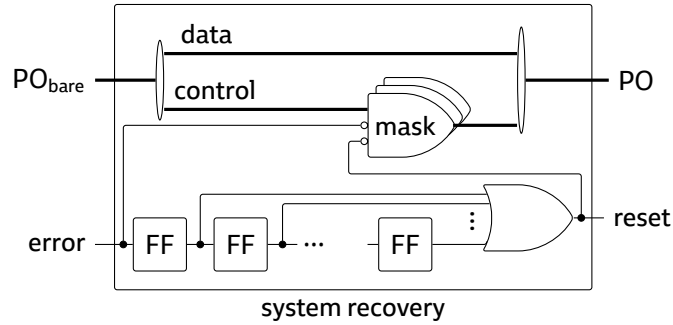 data
PO_bare
PO
control
mask
reset
error
FF
FF
...
FF
system recovery